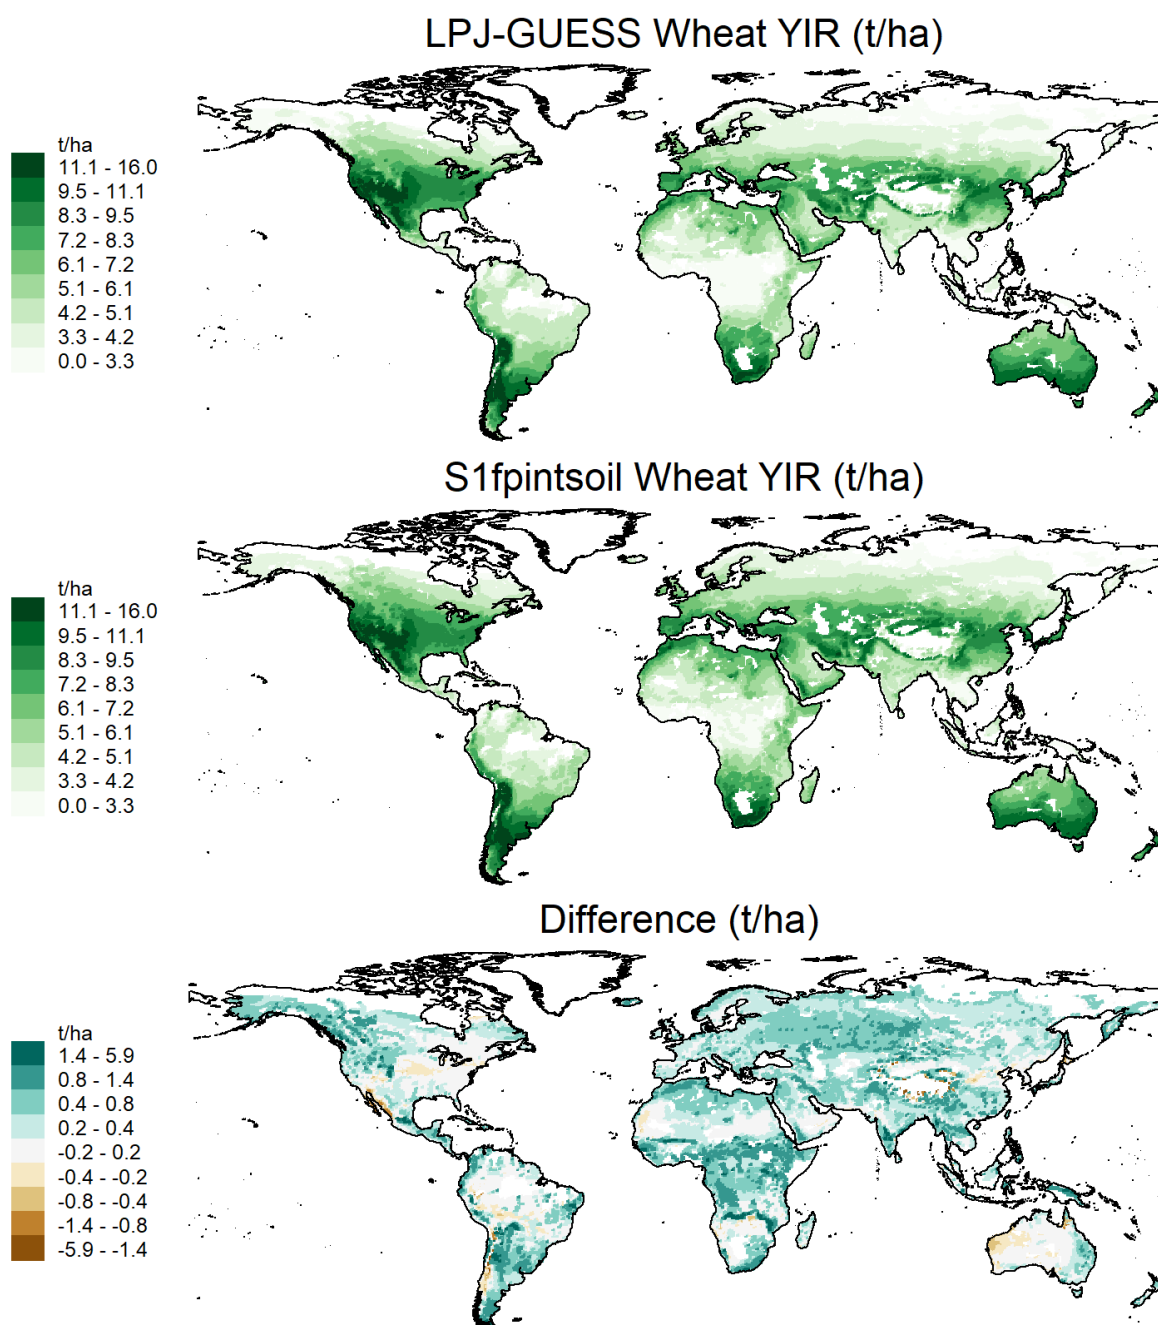 LPJ-GUESS Wheat YIR (t/ha)
t/ha
11.1 - 16.0
9.5 - 11.1
8.3 - 9.5
7.2 - 8.3
6.1 - 7.2
5.1 - 6.1
4.2 - 5.1
3.3 - 4.2
0.0 - 3.3
S1fpintsoil Wheat YIR (t/ha)
t/ha
11.1 - 16.0
9.5 - 11.1
8.3 - 9.5
7.2 - 8.3
6.1 - 7.2
5.1 - 6.1
4.2 - 5.1
3.3 - 4.2
0.0 - 3.3
Difference (t/ha)
t/ha
1.4 - 5.9
0.8 - 1.4
0.4 - 0.8
0.2 - 0.4
-0.2 - 0.2
-0.4 - -0.2
-0.8 - -0.4
-1.4 - -0.8
-5.9 - -1.4